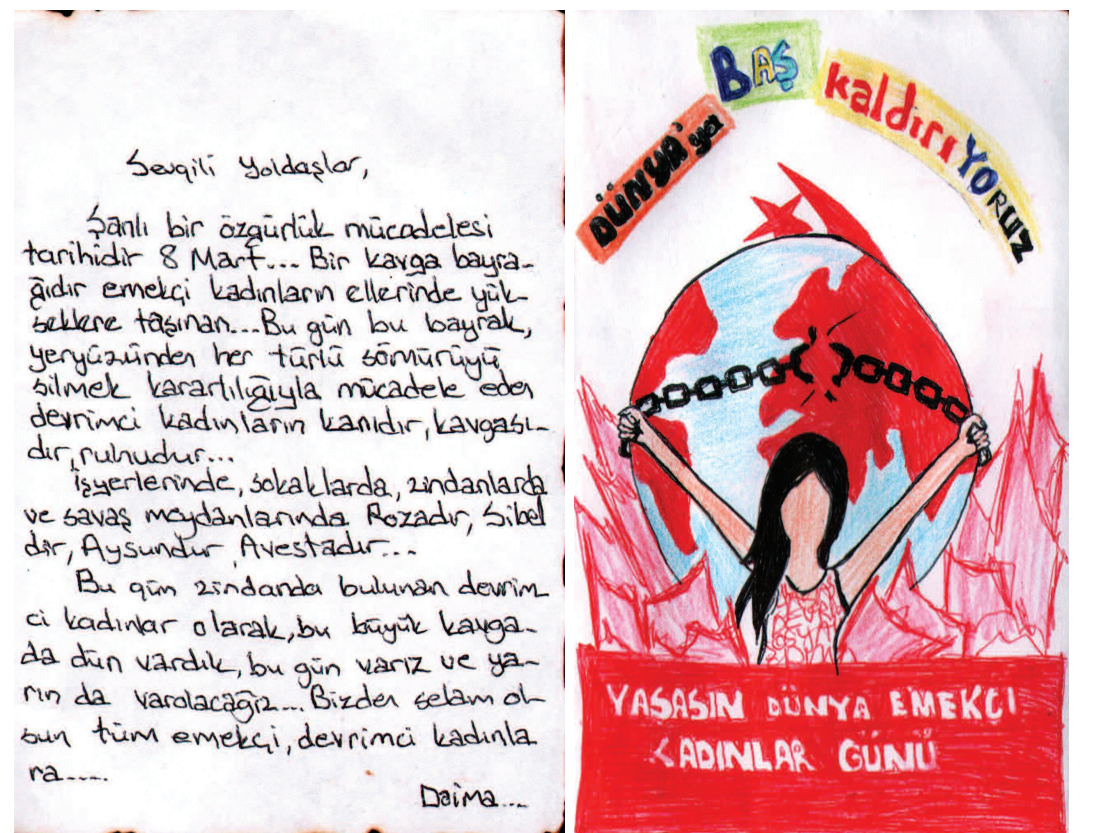 Sevgili Yoldaşlar,
Şanlı bir özgürlük mücadelesi
tarihidir 8 Mart... Bir kavga bayra-
ğıdır emekçi kadınların ellerinde yük-
seklere taşınan... Bu gün bu bayrak,
yeryüzünden her türlü sömürüyü
silmek kararlılığıyla mücadele eden
devrimci kadınların kanıdır, kavgası-
dır, ruhudur...
İşyerlerinde, sokaklarda, zindanlarda
ve savaş meydanlarında Rozadır, Sibel
dir, Aysundur, Avestadır...
Bu gün zindanda bulunan devrim
ci kadınlar olarak, bu büyük kavga-
da dün vardık, bu gün varız ve ya-
rın da varolacağız.... Bizden selam ol-
sun tüm emekçi, devrimci kadınla
ra.....
Daima...
DÜNYA'ya BAŞ kaldırıYORUZ
YAŞASIN DÜNYA EMEKÇİ
KADINLAR GÜNÜ